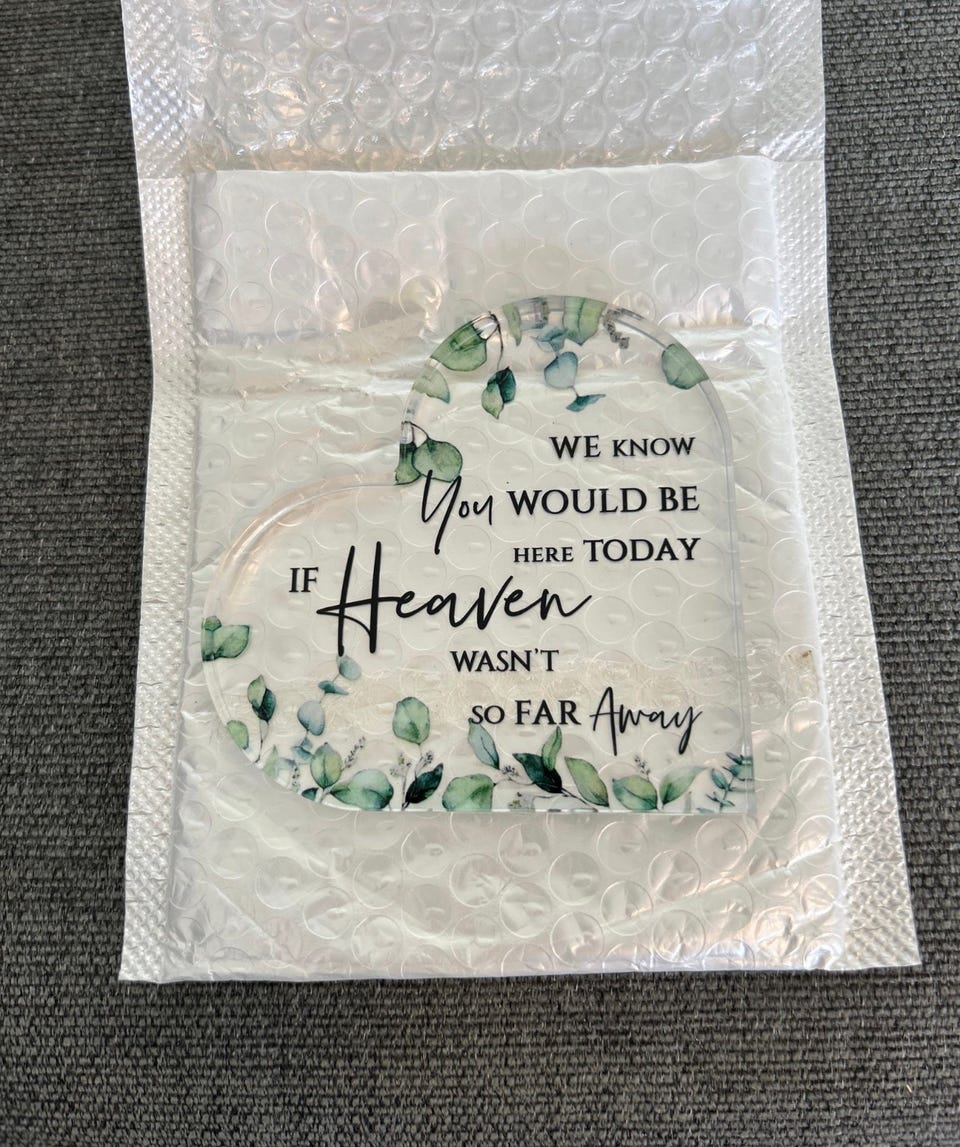 WE KNOW
You WOULD BE
HERE TODAY
IF Heaven
WASN'T
SO FAR Away